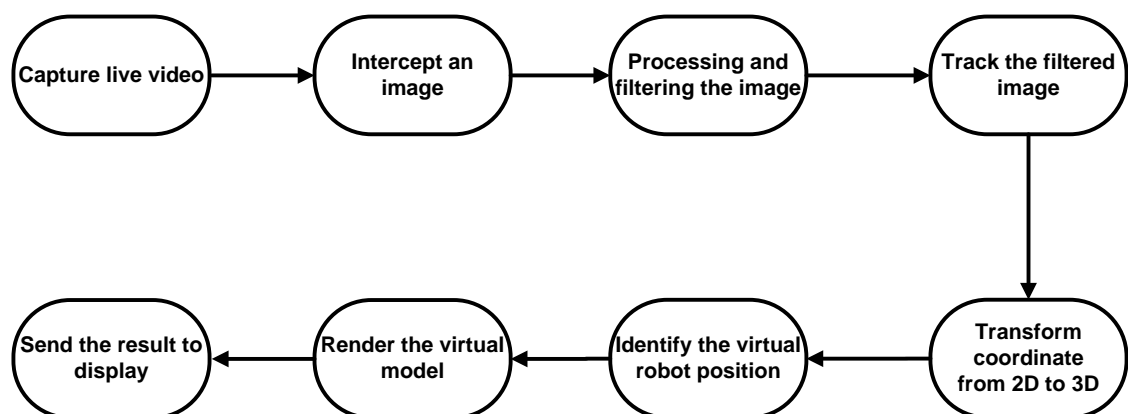 Capture live video
Intercept an
image
Processing and
filtering the image
Track the filtered
image
Transform
coordinate
from 2D to 3D
Identify the virtual
robot position
Render the virtual
model
Send the result to
display